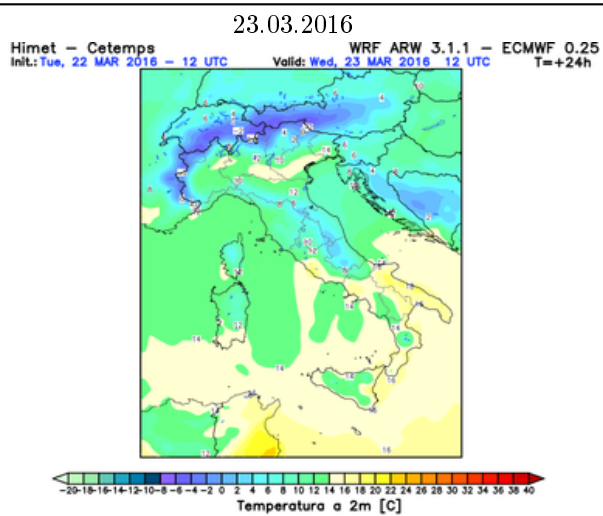 23.03.2016
Himet – Cetemps WRF ARW 3.1.1 – ECMWF 0.25
Init.: Tue, 22 MAR 2016 – 12 UTC Valid: Wed, 23 MAR 2016 12 UTC T=+24h
-20 -18 -16 -14 -12 -10 -8 -6 -4 -2 0 2 4 6 8 10 12 14 16 18 20 22 24 26 28 30 32 34 36 38 40
Temperatura a 2m [C]